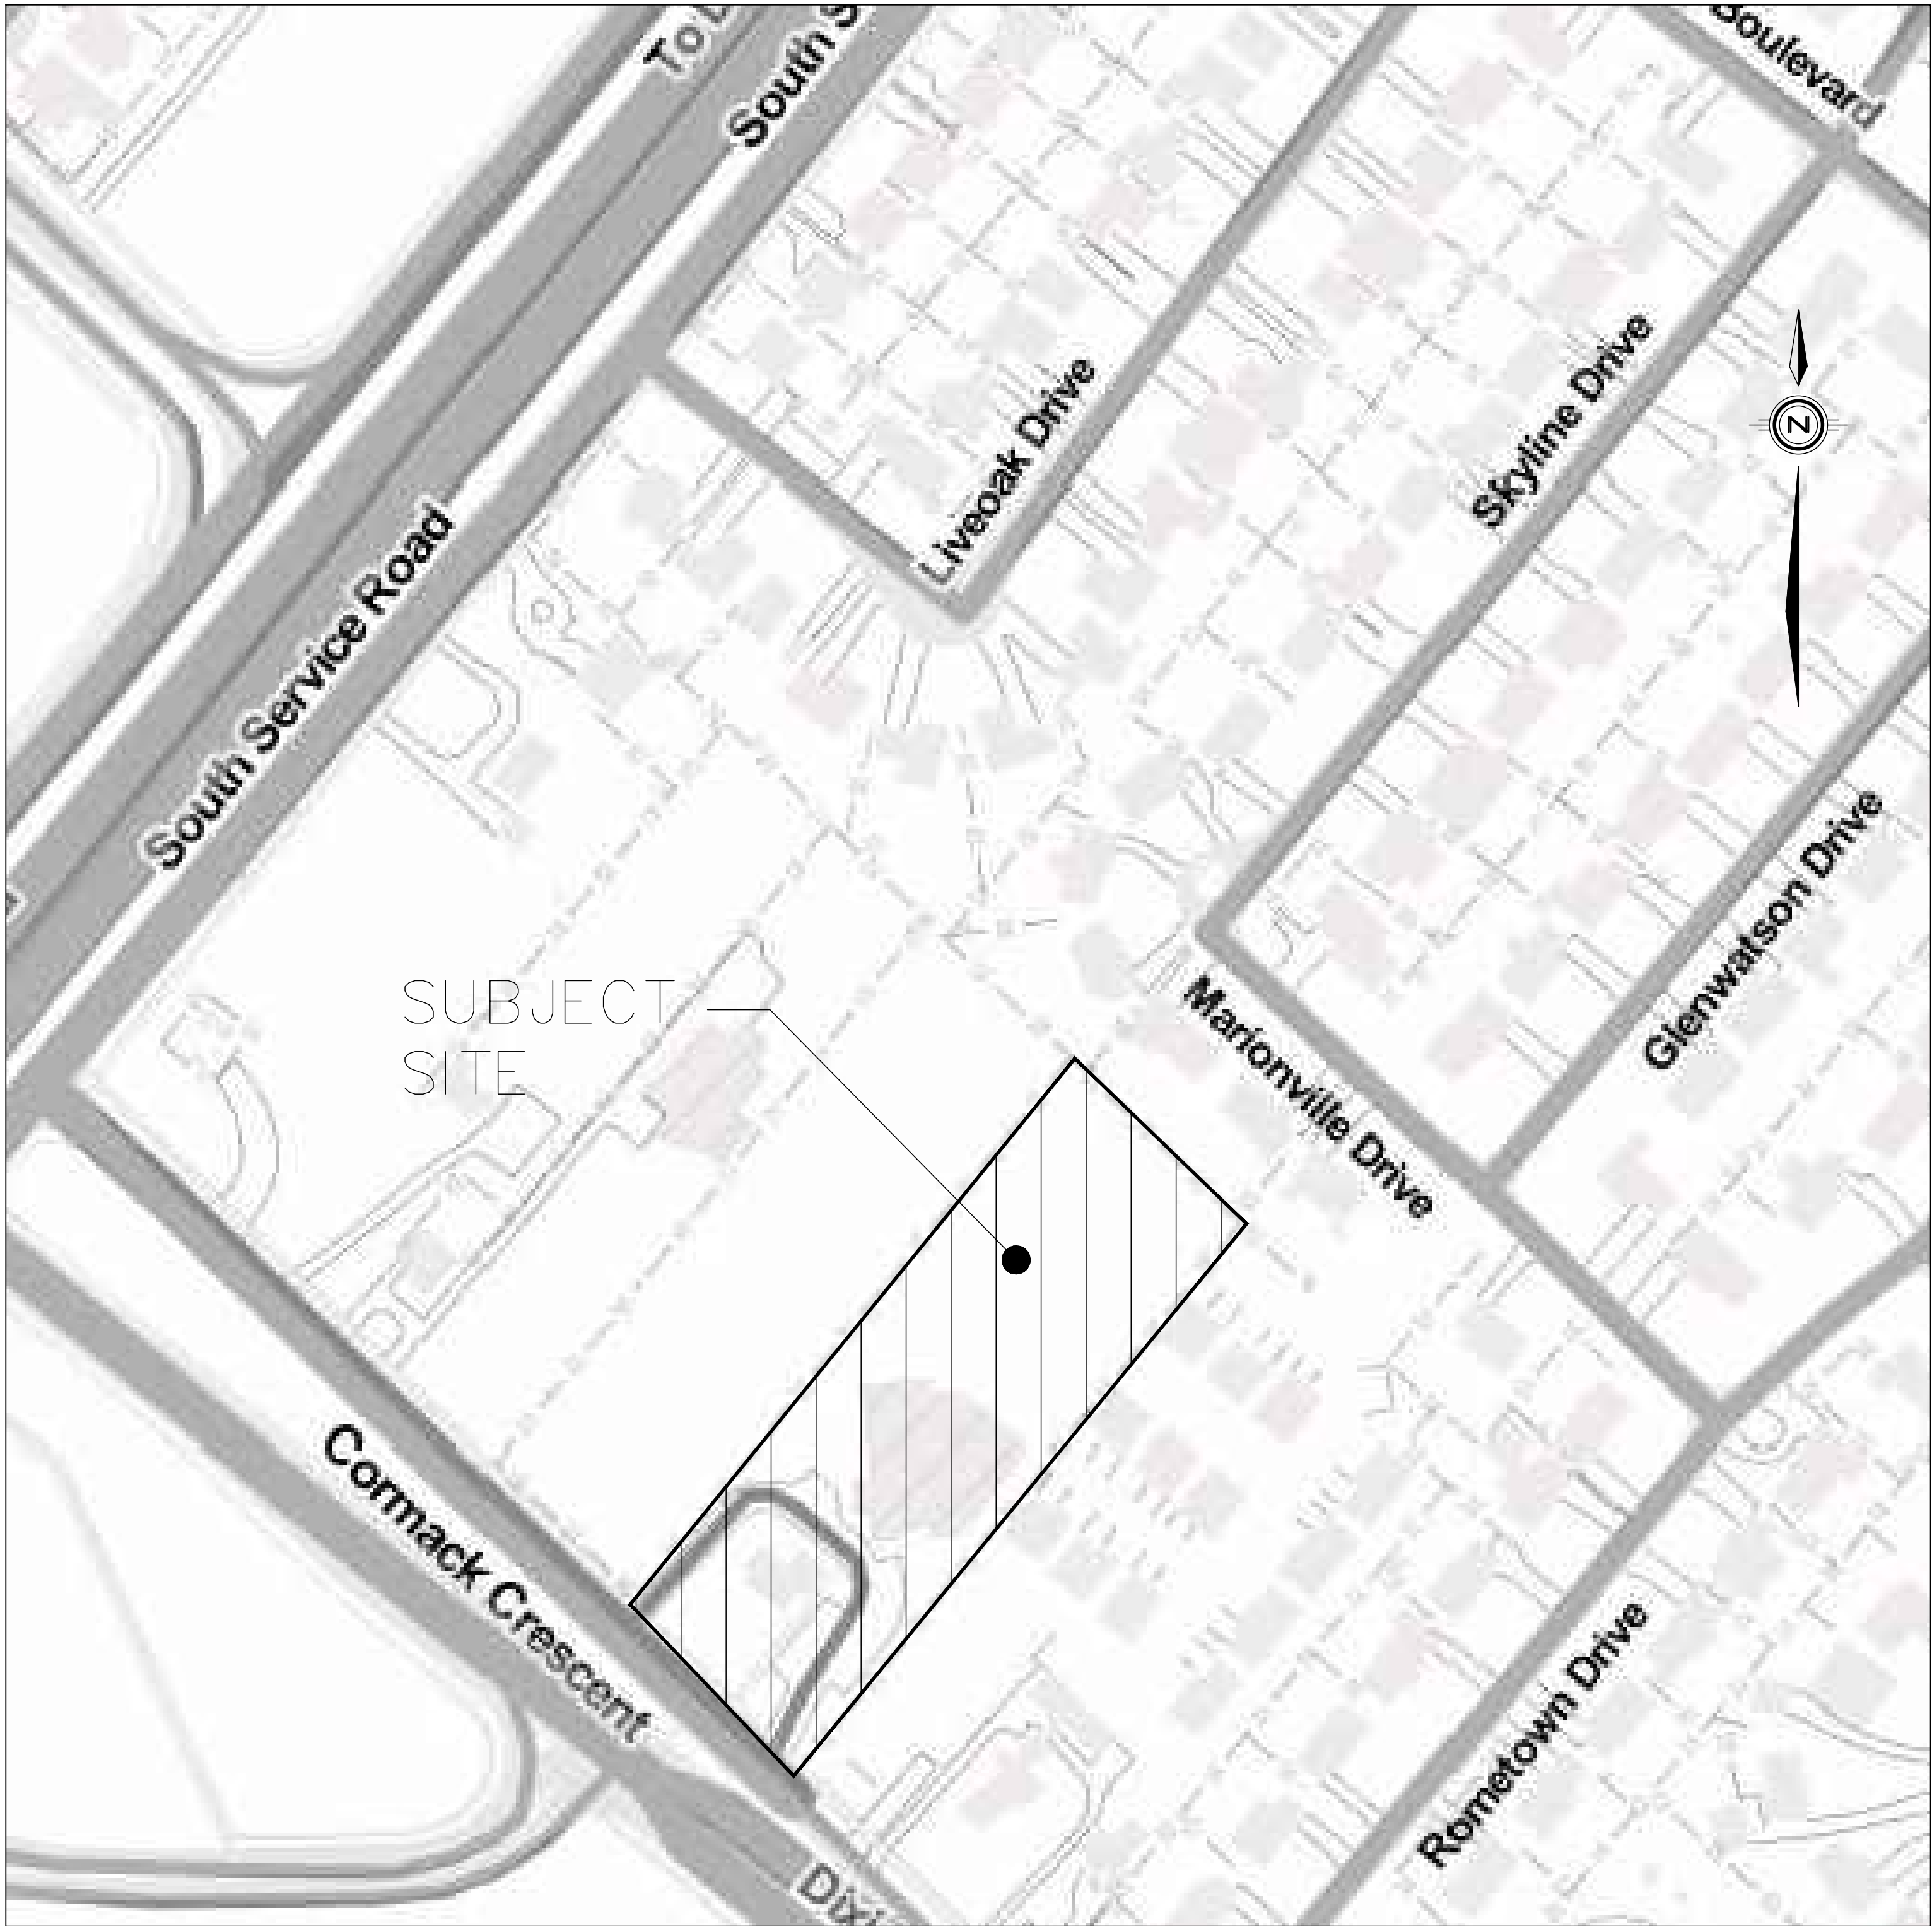 Boulevard
Liveoak Drive
Skyline Drive
N
South Service Road
Glenwatson Drive
SUBJECT
SITE
Marionville Drive
Cormack Crescent
Rometown Drive